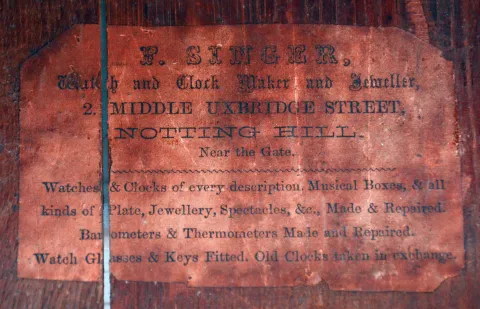 F. SINGER,
Watch and Clock Maker and Jeweller,
2, MIDDLE UXBRIDGE STREET,
NOTTING HILL.
Near the Gate.
Watches & Clocks of every description, Musical Boxes, & all
kinds of Plate, Jewellery, Spectacles, &c., Made & Repaired.
Barometers & Thermometers Made and Repaired.
Watch Glasses & Keys Fitted. Old Clocks taken in exchange.